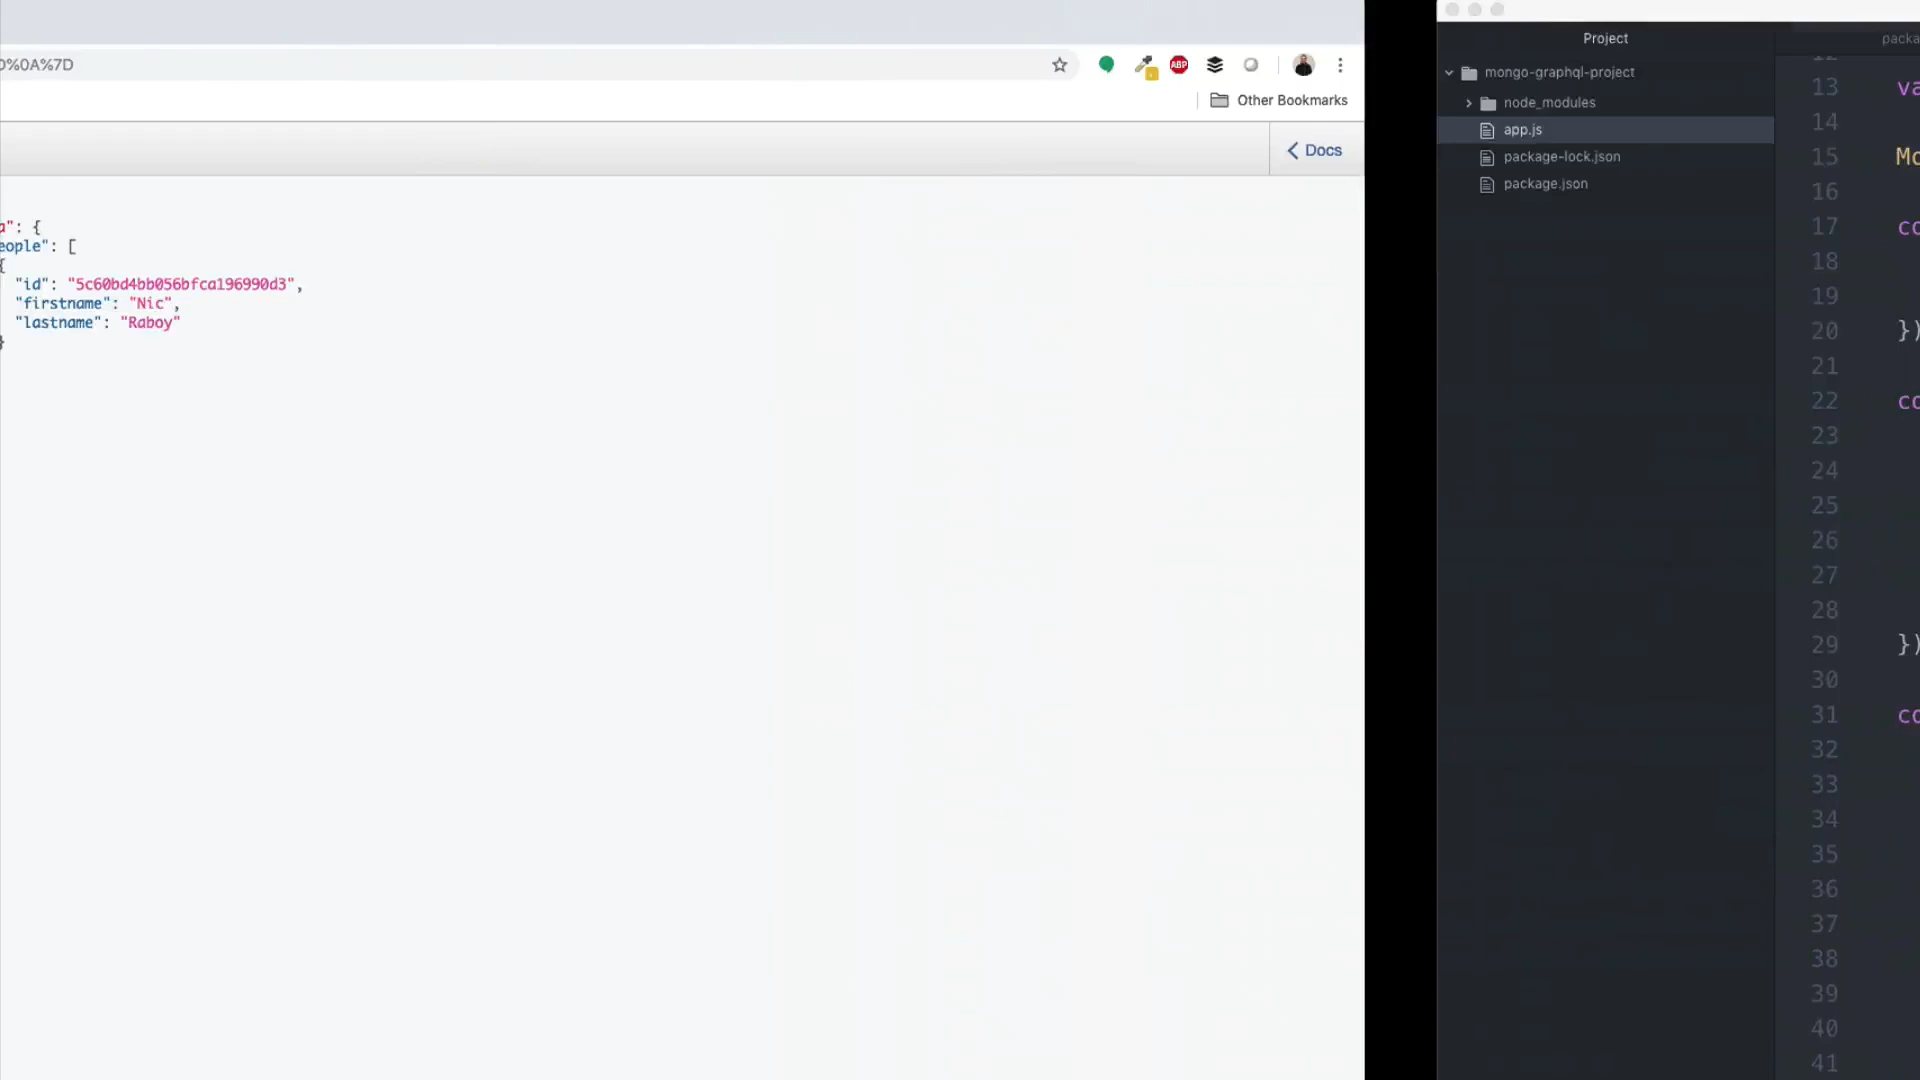 0%0A%7D
ABP
Other Bookmarks
Docs
a": {
eople": [
{
"id": "5c60bd4bb056bfca196990d3",
"firstname": "Nic",
"lastname": "Raboy"
}
Project
mongo-graphql-project
node_modules
app.js
package-lock.json
package.json
packa
12
13 va
14
15 Mo
16
17 co
18
19
20 })
21
22 co
23
24
25
26
27
28
29 })
30
31 co
32
33
34
35
36
37
38
39
40
41